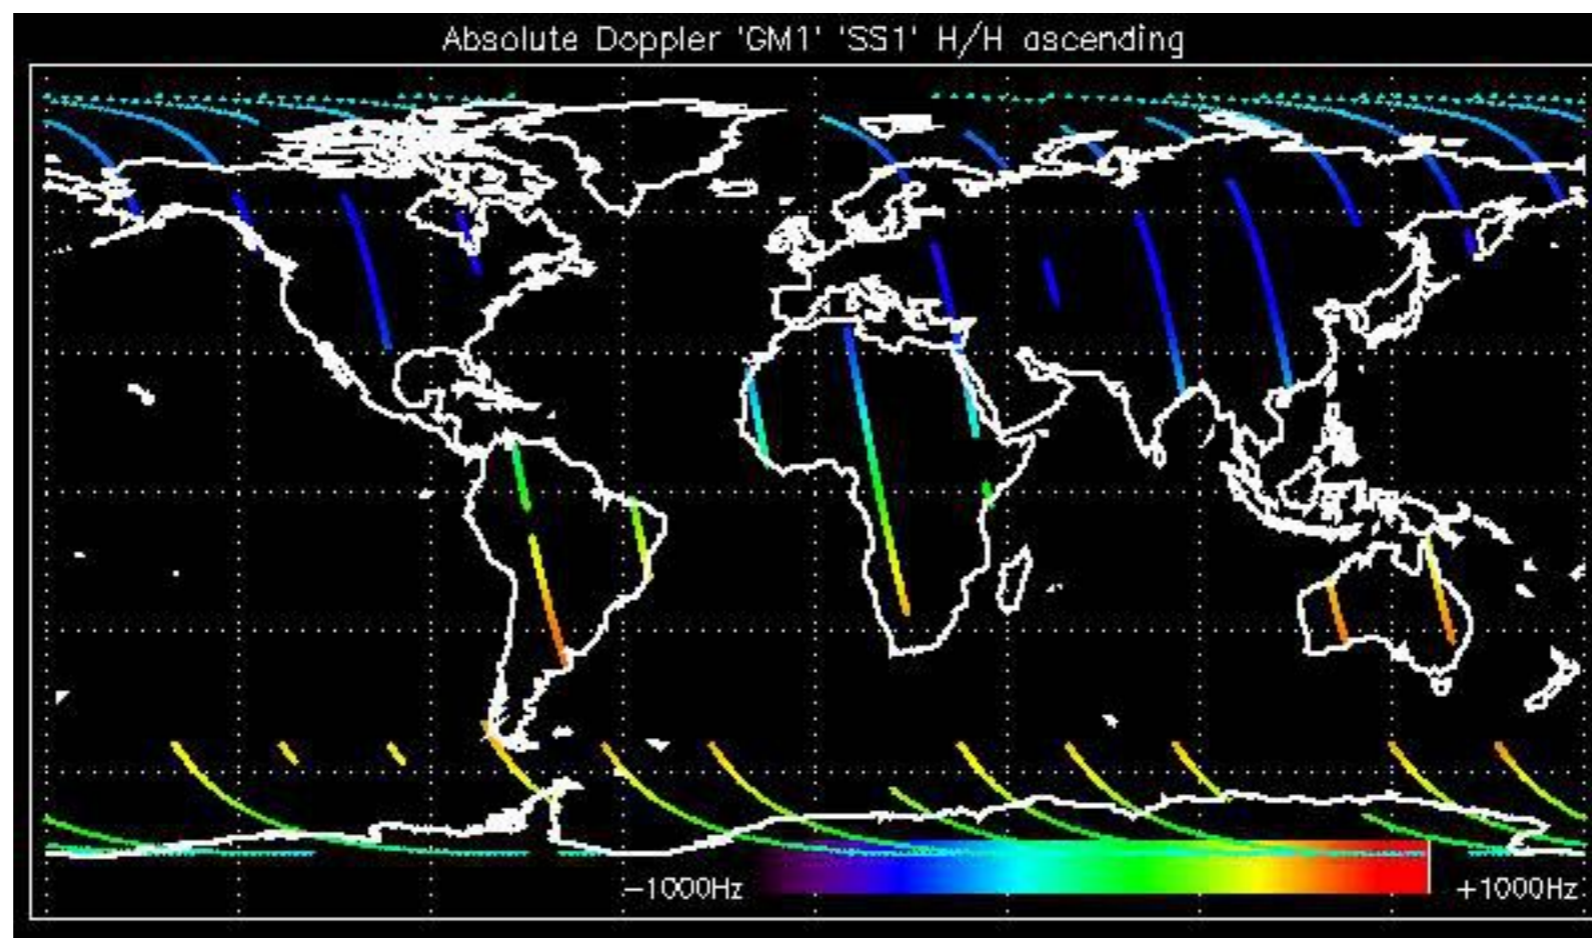 Absolute Doppler 'GM1' 'SS1' H/H ascending
−1000Hz +1000Hz